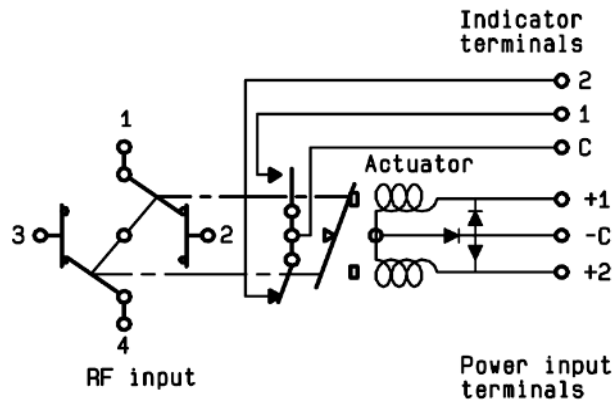 Indicator
terminals
2
1
1
C
Actuator
+1
3
2
-C
+2
4
RF input
Power input
terminals